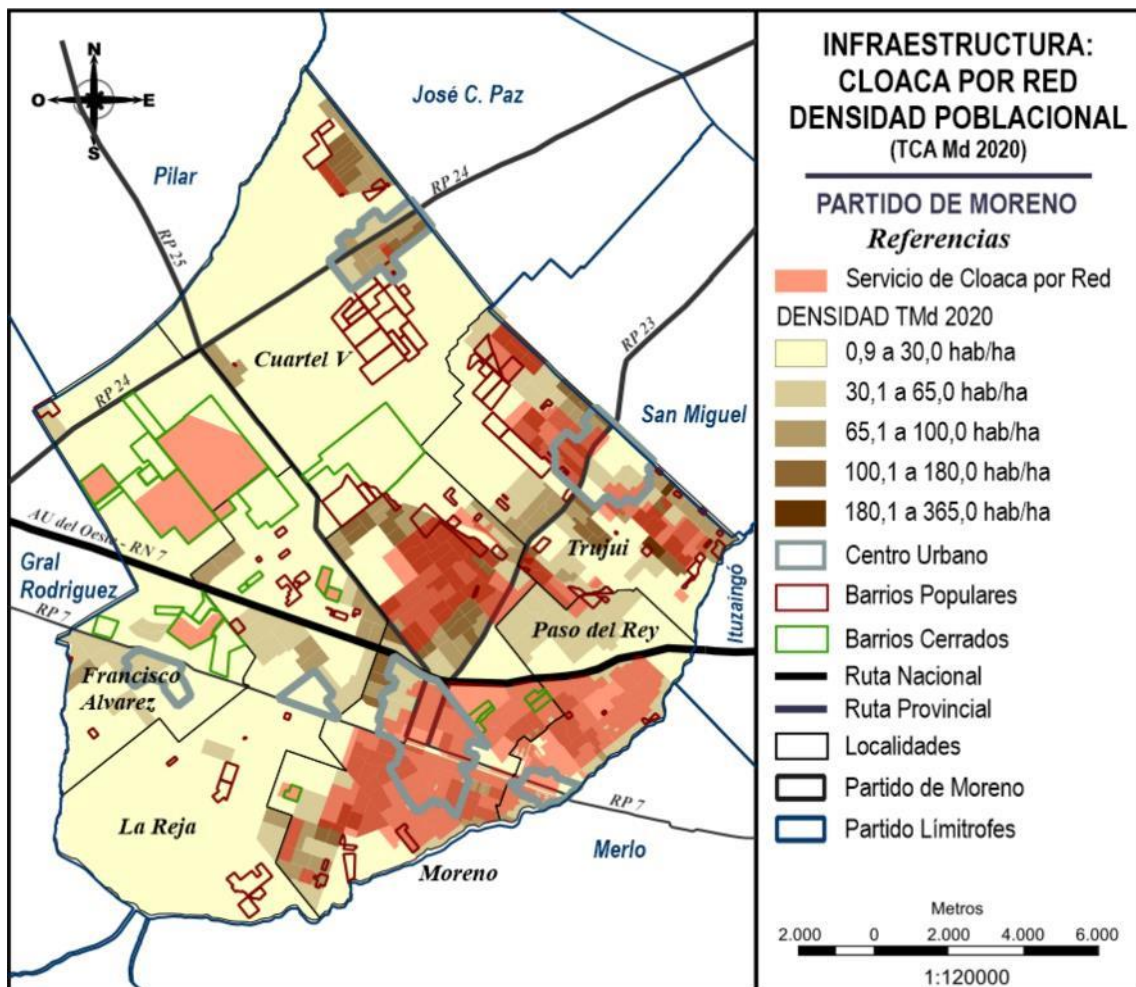 N
O
E
S
José C. Paz
Pilar
RP 24
RP 25
RP 23
Cuartel V
San Miguel
RP 24
AU del Oeste - RN 7
Trujui
Gral
Rodriguez
Ituzaingó
RP 7
Paso del Rey
Francisco
Alvarez
RP 7
La Reja
Merlo
Moreno
INFRAESTRUCTURA:
CLOACA POR RED
DENSIDAD POBLACIONAL
(TCA Md 2020)
PARTIDO DE MORENO
Referencias
Servicio de Cloaca por Red
DENSIDAD TMd 2020
0,9 a 30,0 hab/ha
30,1 a 65,0 hab/ha
65,1 a 100,0 hab/ha
100,1 a 180,0 hab/ha
180,1 a 365,0 hab/ha
Centro Urbano
Barrios Populares
Barrios Cerrados
Ruta Nacional
Ruta Provincial
Localidades
Partido de Moreno
Partido Límitrofes
Metros
2.000 0 2.000 4.000 6.000
1:120000